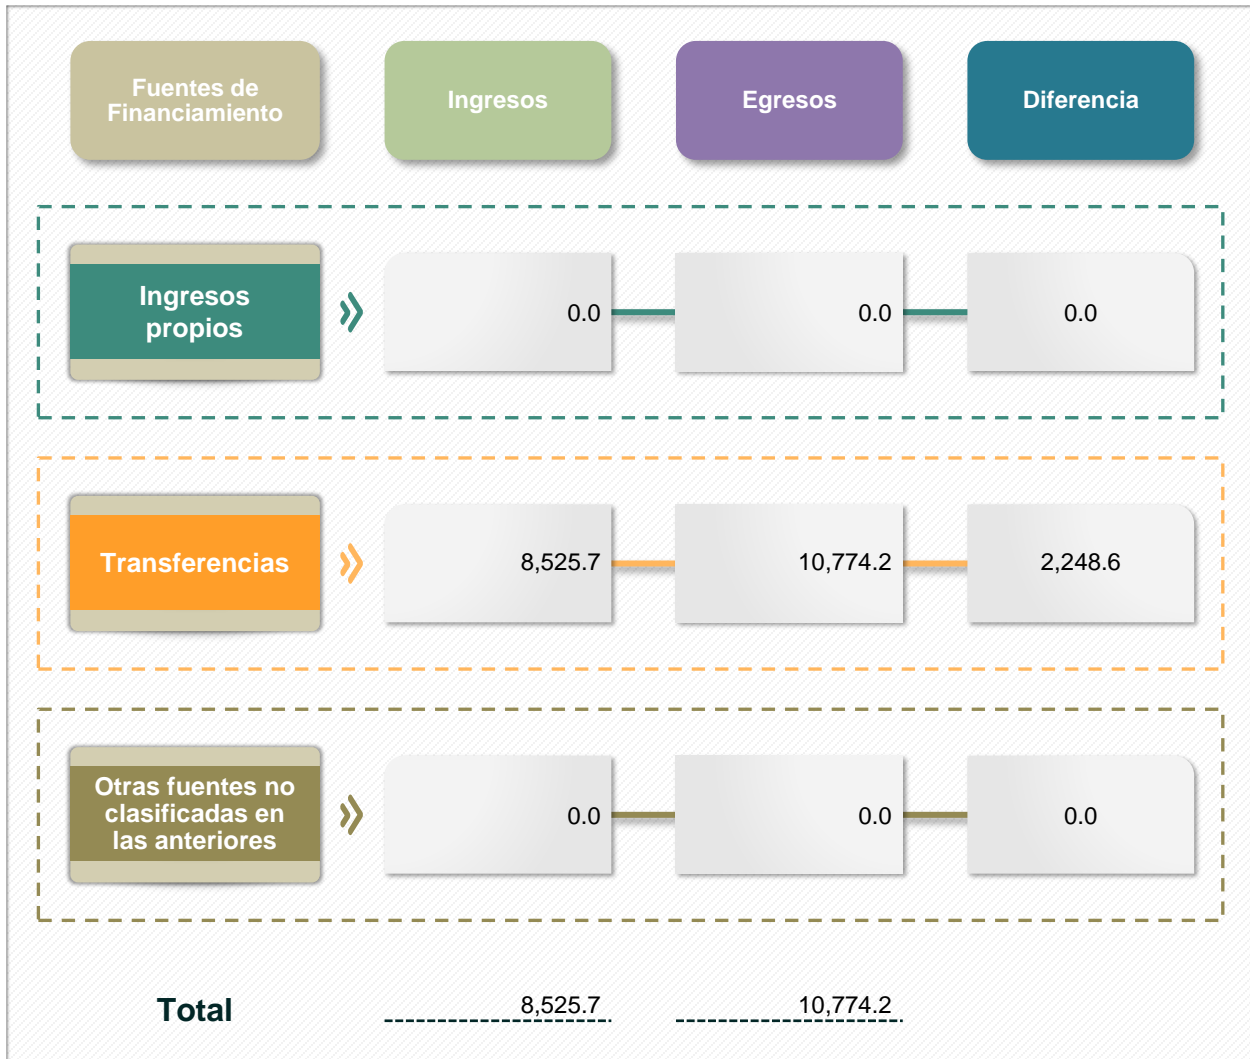 Fuentes de
Financiamiento
Ingresos
Egresos
Diferencia
Ingresos
propios
0.0
0.0
0.0
Transferencias
8,525.7
10,774.2
2,248.6
Otras fuentes no
clasificadas en
las anteriores
0.0
0.0
0.0
Total
8,525.7
10,774.2